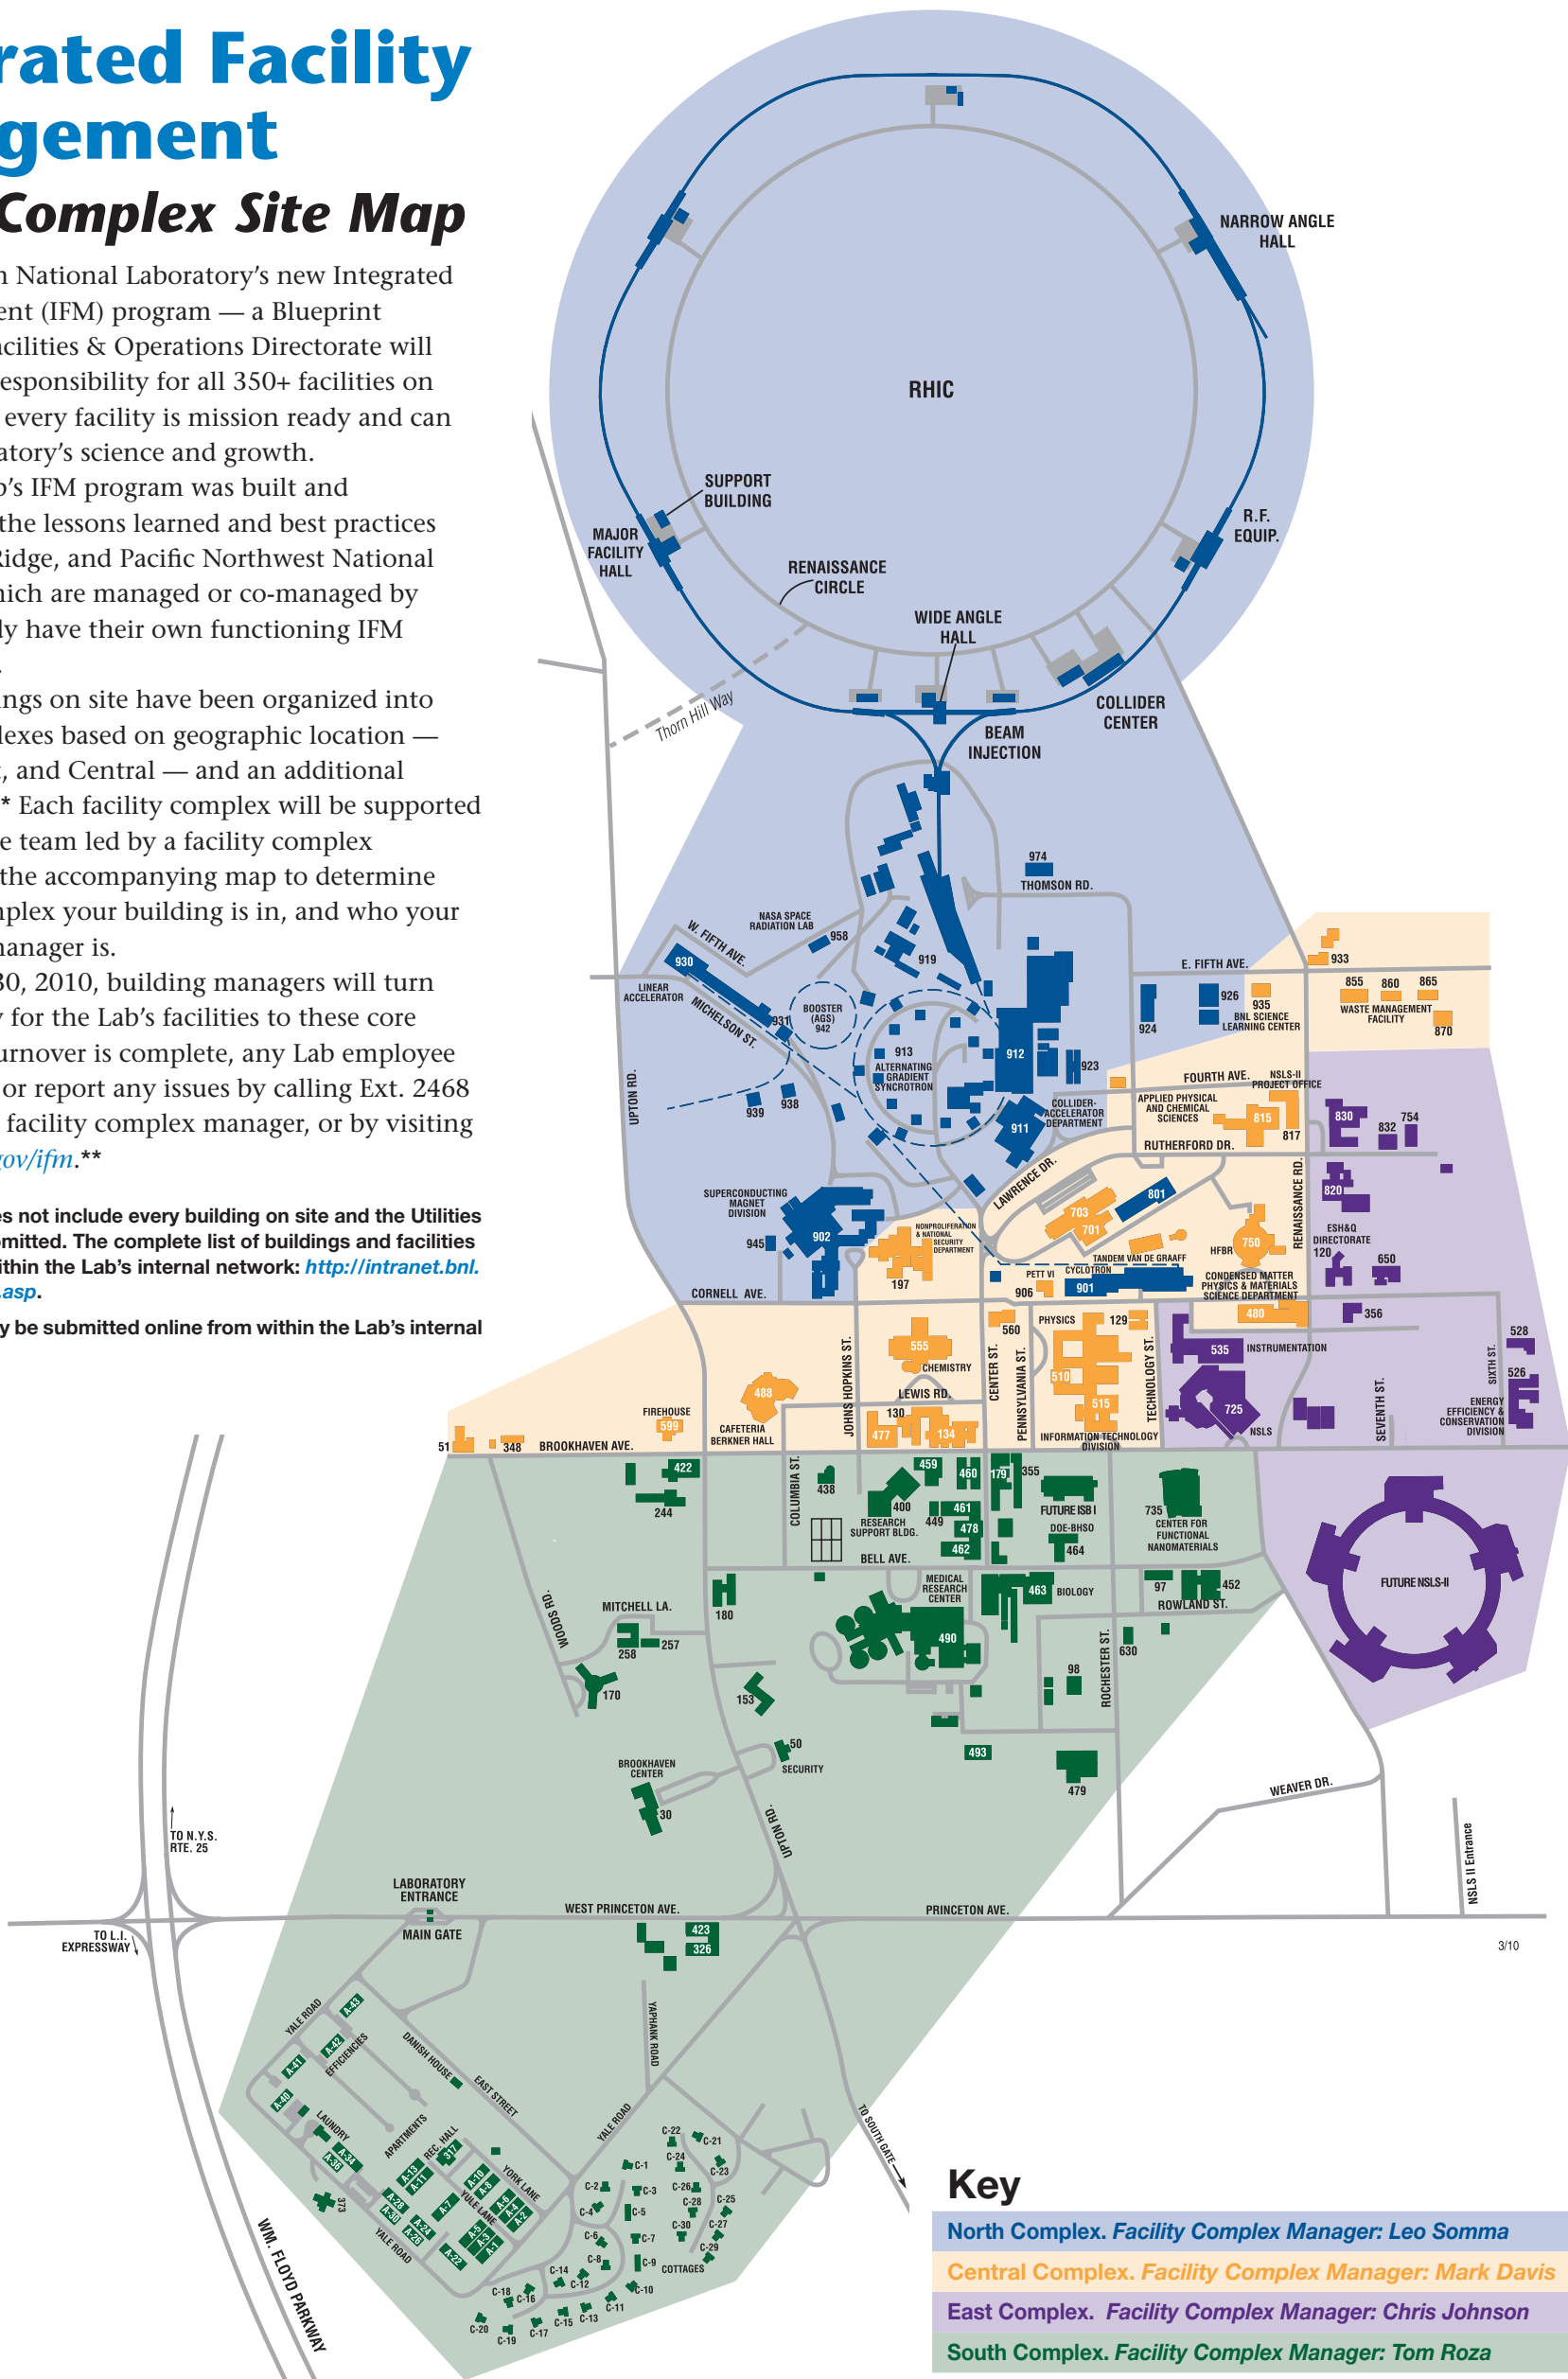 rated Facility
gement
Complex Site Map
n National Laboratory's new Integrated
ent (IFM) program — a Blueprint
acilities & Operations Directorate will
responsibility for all 350+ facilities on
every facility is mission ready and can
atory's science and growth.
b's IFM program was built and
the lessons learned and best practices
Ridge, and Pacific Northwest National
hich are managed or co-managed by
dy have their own functioning IFM
.
ings on site have been organized into
lexes based on geographic location —
t, and Central — and an additional
* Each facility complex will be supported
e team led by a facility complex
the accompanying map to determine
mplex your building is in, and who your
manager is.
30, 2010, building managers will turn
y for the Lab's facilities to these core
urnover is complete, any Lab employee
or report any issues by calling Ext. 2468
facility complex manager, or by visiting
gov/ifm.**
es not include every building on site and the Utilities
omitted. The complete list of buildings and facilities
ithin the Lab's internal network: http://intranet.bnl.
.asp.
y be submitted online from within the Lab's internal
NARROW ANGLE
HALL
RHIC
SUPPORT
BUILDING
MAJOR
FACILITY
HALL
R.F.
EQUIP.
RENAISSANCE
CIRCLE
WIDE ANGLE
HALL
COLLIDER
CENTER
Thorn Hill Way
BEAM
INJECTION
974
THOMSON RD.
NASA SPACE
RADIATION LAB
958
W. FIFTH AVE.
919
930
LINEAR
ACCELERATOR
MICHELSON ST.
931
BOOSTER
(AGS)
942
E. FIFTH AVE.
933
855
860
865
WASTE MANAGEMENT
FACILITY
870
924
926
935
BNL SCIENCE
LEARNING CENTER
913
ALTERNATING
GRADIENT
SYNCROTRON
912
923
UPTON RD.
939
938
COLLIDER-
ACCELERATOR
DEPARTMENT
911
FOURTH AVE.
NSLS-II
PROJECT OFFICE
APPLIED PHYSICAL
AND CHEMICAL
SCIENCES
815
817
RUTHERFORD DR.
830
832
754
820
LAWRENCE DR.
RENAISSANCE RD.
SUPERCONDUCTING
MAGNET
DIVISION
902
945
NONPROLIFERATION
& NATIONAL
SECURITY
DEPARTMENT
197
703
701
801
TANDEM VAN DE GRAAFF
HFBR
750
ESH&Q
DIRECTORATE
120
650
PETT VI
906
CYCLOTRON
901
CONDENSED MATTER
PHYSICS & MATERIALS
SCIENCE DEPARTMENT
480
356
CORNELL AVE.
560
PHYSICS
129
555
CHEMISTRY
510
515
INFORMATION TECHNOLOGY
DIVISION
535
INSTRUMENTATION
725
NSLS
528
526
ENERGY
EFFICIENCY &
CONSERVATION
DIVISION
SIXTH ST.
SEVENTH ST.
JOHNS HOPKINS ST.
CENTER ST.
PENNSYLVANIA ST.
TECHNOLOGY ST.
LEWIS RD.
488
CAFETERIA
BERKNER HALL
FIREHOUSE
599
130
477
134
51
348
BROOKHAVEN AVE.
422
244
COLUMBIA ST.
438
400
RESEARCH
SUPPORT BLDG.
459
460
461
449
478
462
179
355
FUTURE ISB I
DOE-BHSO
464
735
CENTER FOR
FUNCTIONAL
NANOMATERIALS
BELL AVE.
FUTURE NSLS-II
WOODS RD.
MITCHELL LA.
258
257
170
180
153
MEDICAL
RESEARCH
CENTER
490
463
BIOLOGY
97
452
ROWLAND ST.
630
ROCHESTER ST.
98
493
479
50
SECURITY
BROOKHAVEN
CENTER
30
UPTON RD.
WEAVER DR.
NSLS II Entrance
TO N.Y.S.
RTE. 25
LABORATORY
ENTRANCE
MAIN GATE
WEST PRINCETON AVE.
PRINCETON AVE.
TO L.I.
EXPRESSWAY
423
326
3/10
YALE ROAD
A-43
A-42
EFFICIENCIES
A-41
A-40
DANISH HOUSE
EAST STREET
YAPHANK ROAD
YALE ROAD
TO SOUTH GATE
LAUNDRY
APARTMENTS
REC. HALL
317
A-34
A-36
A-13
A-11
A-10
A-8
YORK LANE
A-6
A-4
A-2
YULE LANE
A-7
A-28
A-30
A-24
A-26
A-5
A-3
A-1
A-22
373
YALE ROAD
WM. FLOYD PARKWAY
C-22
C-21
C-24
C-23
C-1
C-2
C-3
C-26
C-28
C-25
C-4
C-5
C-30
C-27
C-6
C-7
C-29
C-8
C-9
COTTAGES
C-14
C-12
C-10
C-18
C-16
C-11
C-13
C-15
C-17
C-20
C-19
Key
North Complex. Facility Complex Manager: Leo Somma
Central Complex. Facility Complex Manager: Mark Davis
East Complex. Facility Complex Manager: Chris Johnson
South Complex. Facility Complex Manager: Tom Roza